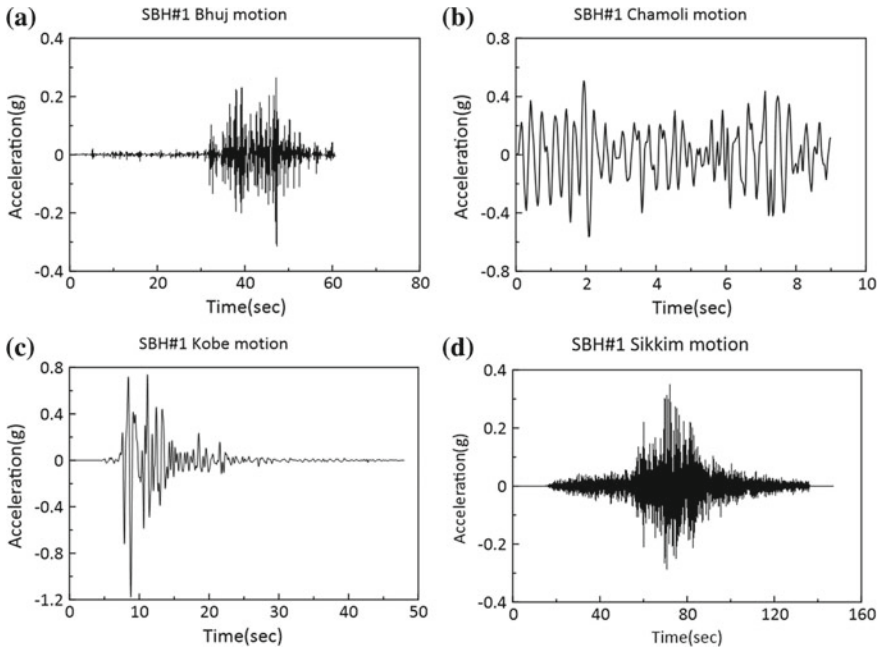 (a) SBH#1 Bhuj motion
0.4
0.2
0
-0.2
-0.4
Acceleration(g)
0 20 40 60 80
Time(sec)
(b) SBH#1 Chamoli motion
0.8
0.4
0
-0.4
-0.8
Acceleration(g)
0 2 4 6 8 10
Time(sec)
(c) SBH#1 Kobe motion
0.8
0.4
0
-0.4
-0.8
-1.2
Acceleration(g)
0 10 20 30 40 50
Time(sec)
(d) SBH#1 Sikkim motion
0.4
0.2
0
-0.2
-0.4
Acceleration(g)
0 40 80 120 160
Time(sec)